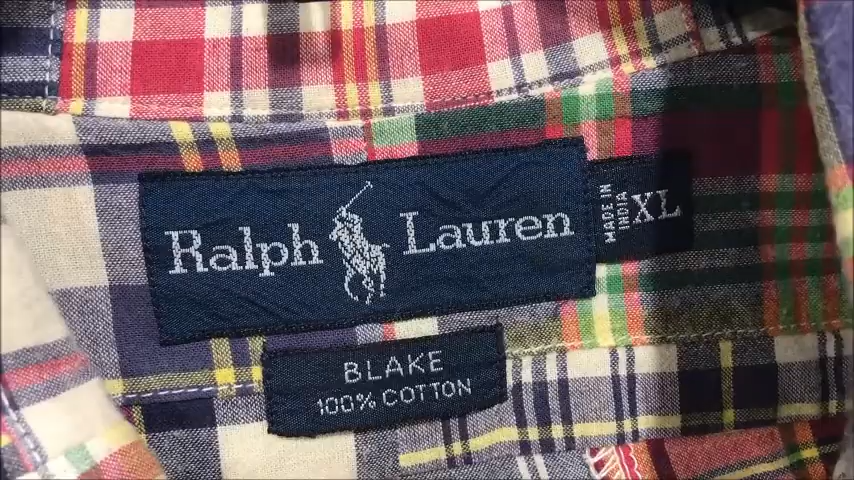 Ralph Lauren
MADE IN
INDIA
XL
BLAKE
100% COTTON